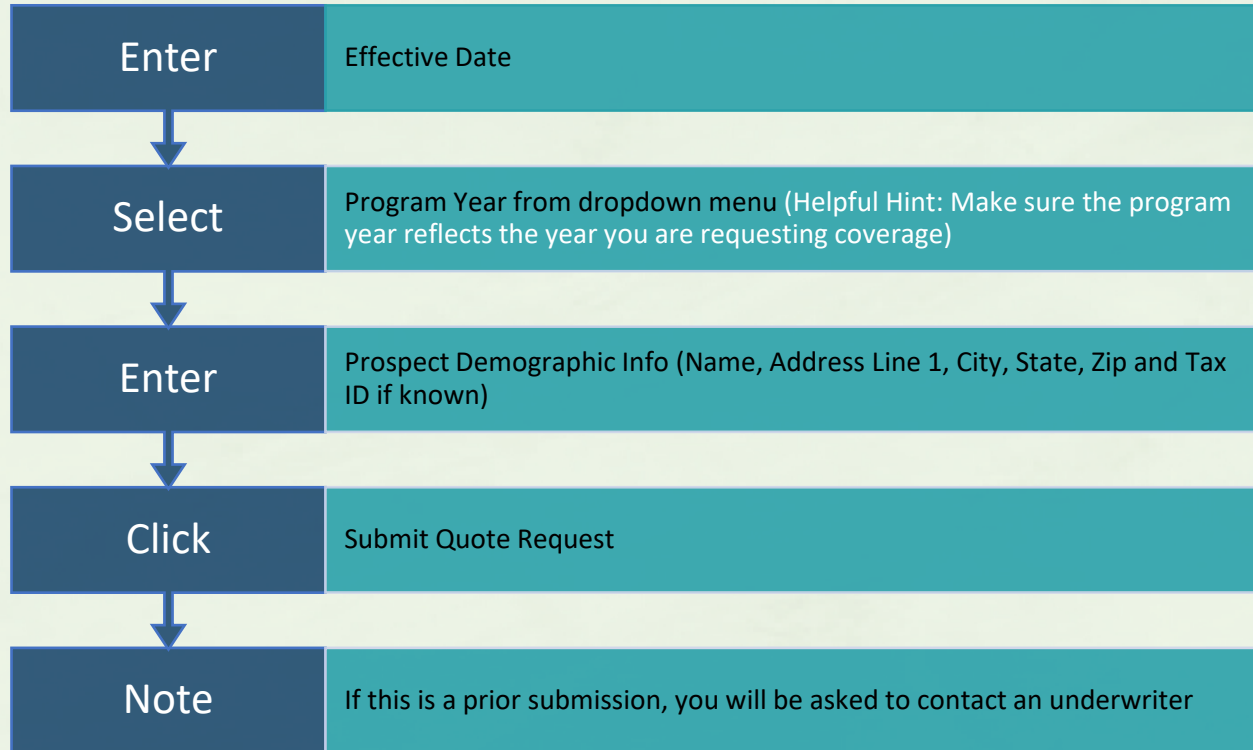 Enter
Effective Date
Select
Program Year from dropdown menu (Helpful Hint: Make sure the program
year reflects the year you are requesting coverage)
Enter
Prospect Demographic Info (Name, Address Line 1, City, State, Zip and Tax
ID if known)
Click
Submit Quote Request
Note
If this is a prior submission, you will be asked to contact an underwriter